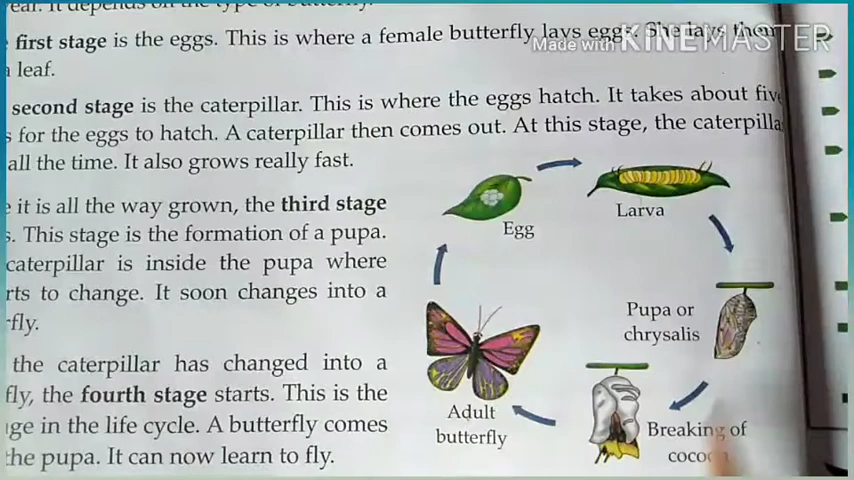 ear. It depends on the type of butterfly.
first stage is the eggs. This is where a female butterfly lays eggs. She lays them
a leaf.
second stage is the caterpillar. This is where the eggs hatch. It takes about five
s for the eggs to hatch. A caterpillar then comes out. At this stage, the caterpilla
all the time. It also grows really fast.
e it is all the way grown, the third stage
s. This stage is the formation of a pupa.
caterpillar is inside the pupa where
rts to change. It soon changes into a
rfly.
the caterpillar has changed into a
fly, the fourth stage starts. This is the
ge in the life cycle. A butterfly comes
the pupa. It can now learn to fly.
Made with KINEMASTER
Egg
Larva
Pupa or
chrysalis
Breaking of
Adult
butterfly